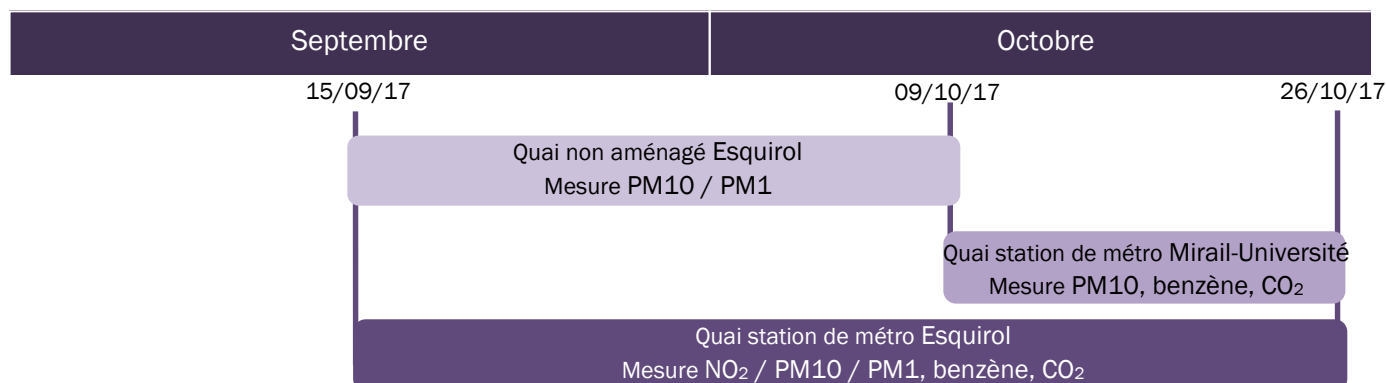 Septembre
Octobre
15/09/17
09/10/17
26/10/17
Quai non aménagé Esquirol
Mesure PM10 / PM1
Quai station de métro Mirail-Université
Mesure PM10, benzène, CO₂
Quai station de métro Esquirol
Mesure NO₂ / PM10 / PM1, benzène, CO₂